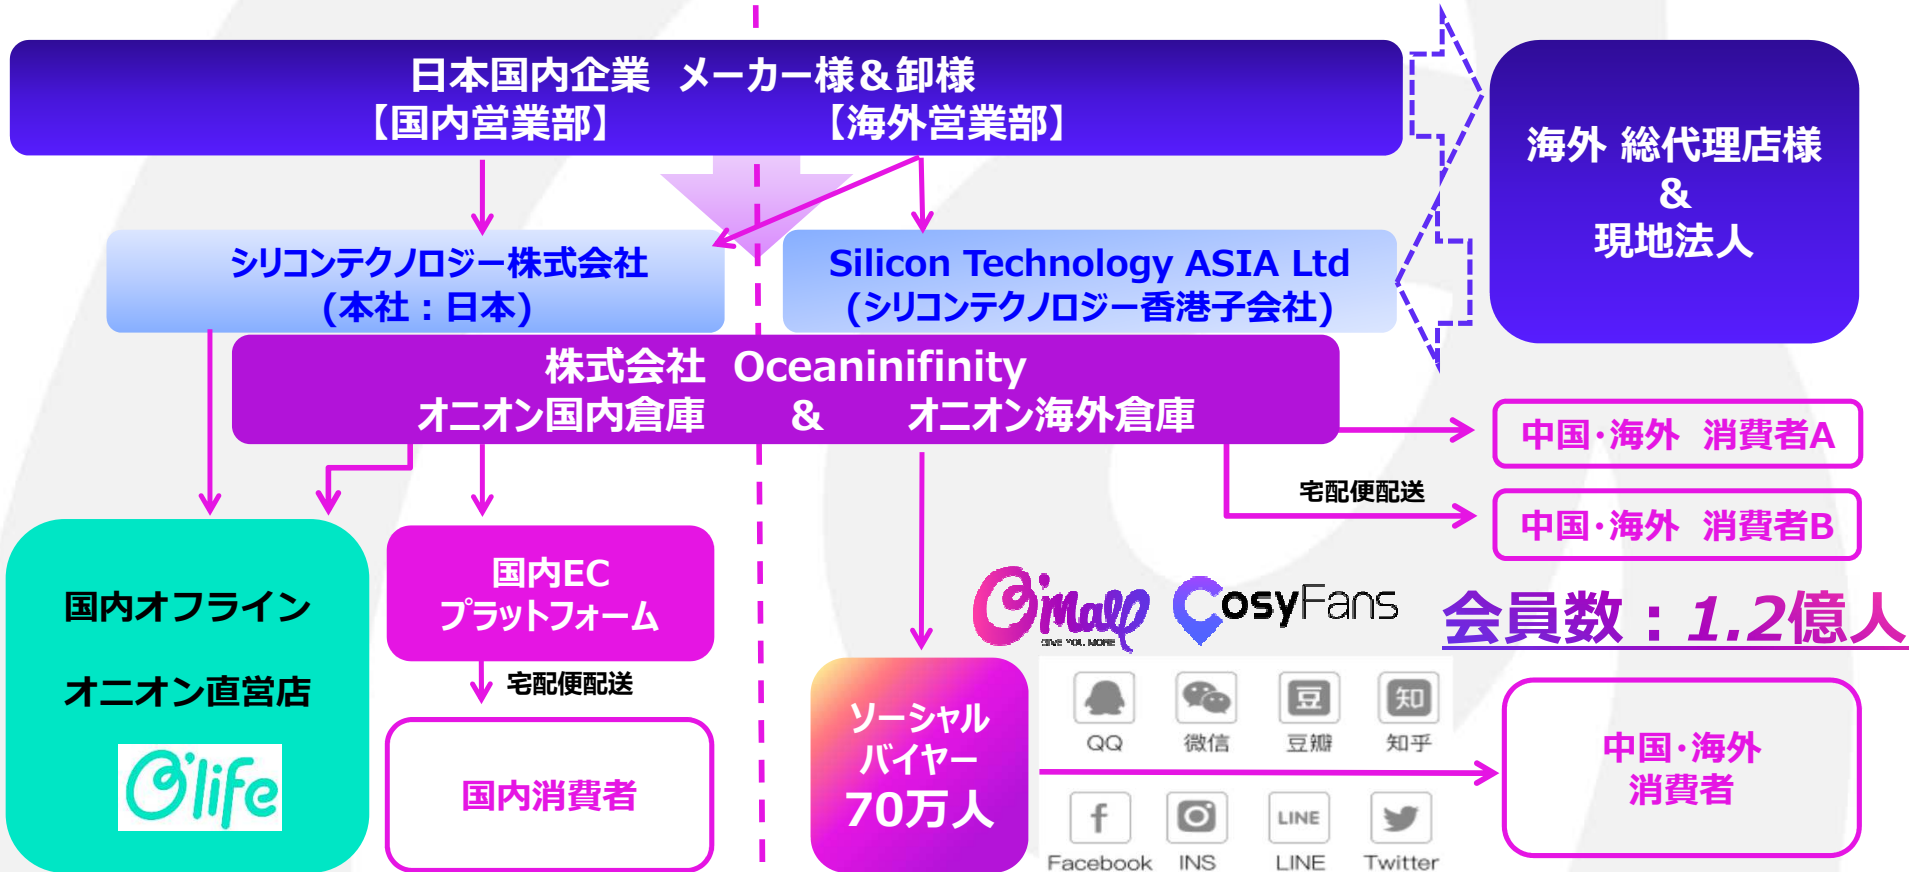 日本国内企業 メーカー様&卸様
【国内営業部】 【海外営業部】
海外 総代理店様
&
現地法人
シリコンテクノロジー株式会社
(本社：日本)
Silicon Technology ASIA Ltd
(シリコンテクノロジー香港子会社)
株式会社 Oceaninifinity
オニオン国内倉庫 & オニオン海外倉庫
中国･海外 消費者A
宅配便配送
中国･海外 消費者B
国内オフライン
オニオン直営店
O'life
国内EC
プラットフォーム
宅配便配送
国内消費者
O'mall
GIVE YOU MORE
CosyFans
会員数：1.2億人
ソーシャル
バイヤー
70万人
豆 知
QQ 微信 豆瓣 知乎
f LINE
Facebook INS LINE Twitter
中国･海外
消費者